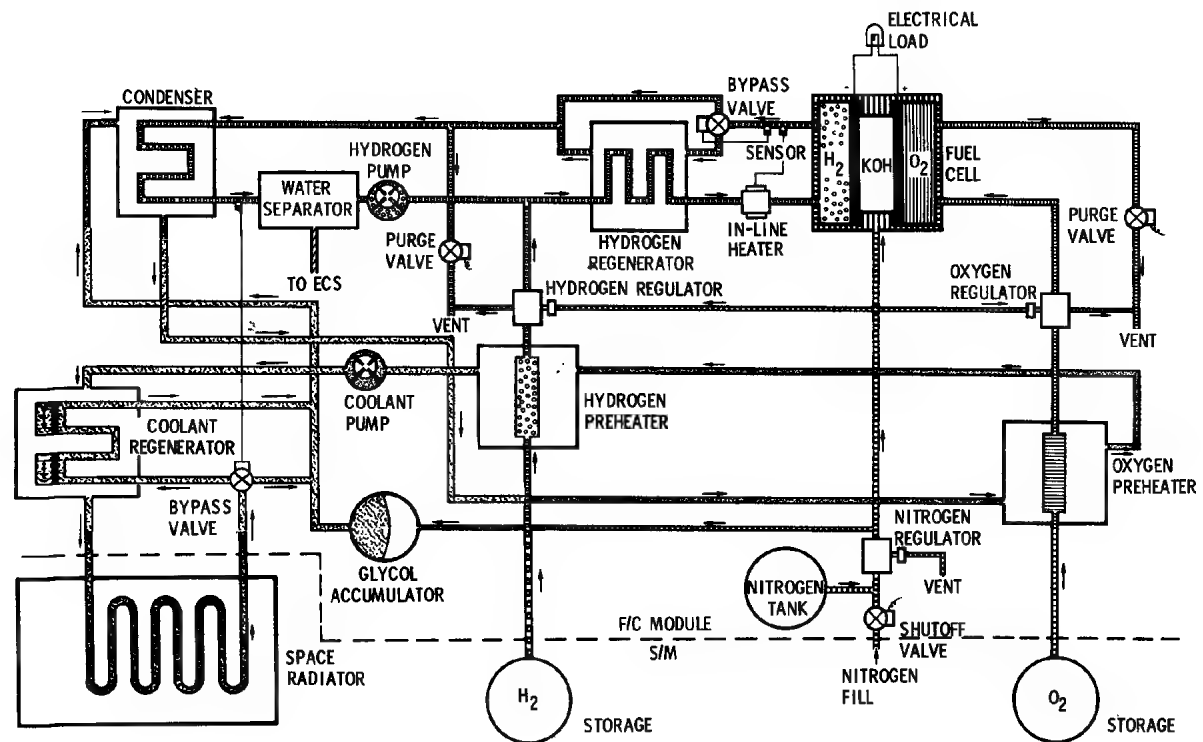 ELECTRICAL
LOAD
- +
CONDENSER
BYPASS
VALVE
HYDROGEN
PUMP
SENSOR
H2
KOH
O2
FUEL
CELL
WATER
SEPARATOR
IN-LINE
HEATER
PURGE
VALVE
PURGE
VALVE
HYDROGEN
REGENERATOR
TO ECS
HYDROGEN REGULATOR
OXYGEN
REGULATOR
VENT
VENT
COOLANT
PUMP
HYDROGEN
PREHEATER
COOLANT
REGENERATOR
OXYGEN
PREHEATER
BYPASS
VALVE
NITROGEN
REGULATOR
GLYCOL
ACCUMULATOR
NITROGEN
TANK
VENT
F/C MODULE
S/M
SHUTOFF
VALVE
SPACE
RADIATOR
NITROGEN
FILL
H2
STORAGE
O2
STORAGE